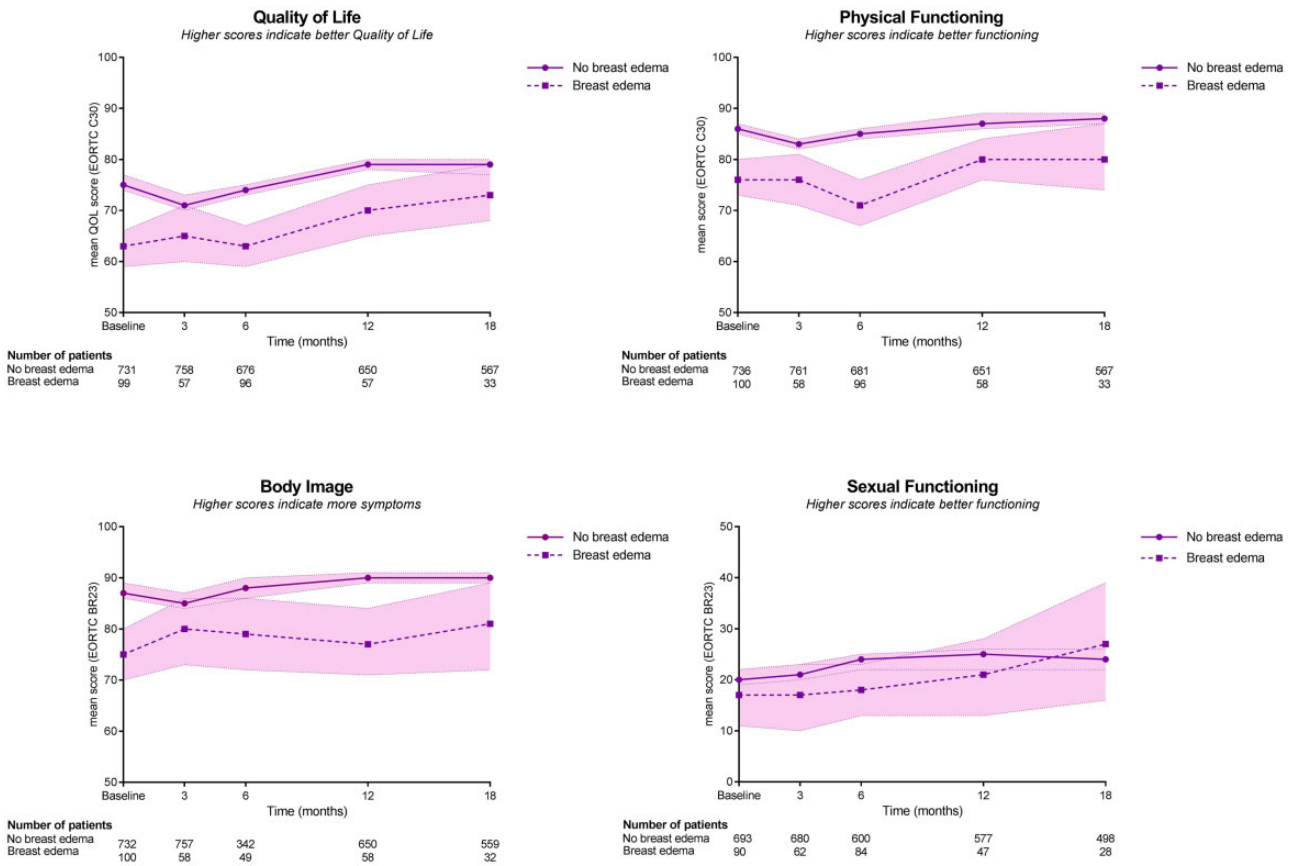 Quality of Life
Higher scores indicate better Quality of Life
100
90
80
70
60
50
mean QOL score (EORTC C30)
No breast edema
Breast edema
Baseline 3 6 12 18
Time (months)
Number of patients
No breast edema 731 758 676 650 567
Breast edema 99 57 96 57 33
Physical Functioning
Higher scores indicate better functioning
100
90
80
70
60
50
mean score (EORTC C30)
No breast edema
Breast edema
Baseline 3 6 12 18
Time (months)
Number of patients
No breast edema 736 761 681 651 567
Breast edema 100 58 96 58 33
Body Image
Higher scores indicate more symptoms
100
90
80
70
60
50
mean score (EORTC BR23)
No breast edema
Breast edema
Baseline 3 6 12 18
Time (months)
Number of patients
No breast edema 732 757 342 650 559
Breast edema 100 58 49 58 32
Sexual Functioning
Higher scores indicate better functioning
50
40
30
20
10
0
mean score (EORTC BR23)
No breast edema
Breast edema
Baseline 3 6 12 18
Time (months)
Number of patients
No breast edema 693 680 600 577 498
Breast edema 90 62 84 47 28